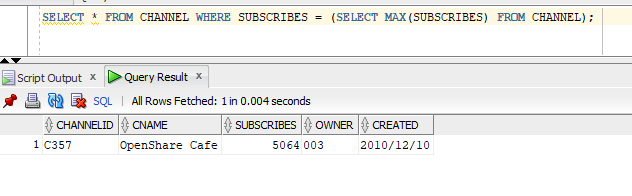 SELECT * FROM CHANNEL WHERE SUBSCRIBES = (SELECT MAX(SUBSCRIBES) FROM CHANNEL);
Script Output x Query Result x
SQL | All Rows Fetched: 1 in 0.004 seconds
CHANNELID CNAME SUBSCRIBES OWNER CREATED
1 C357 OpenShare Cafe 5064 003 2010/12/10